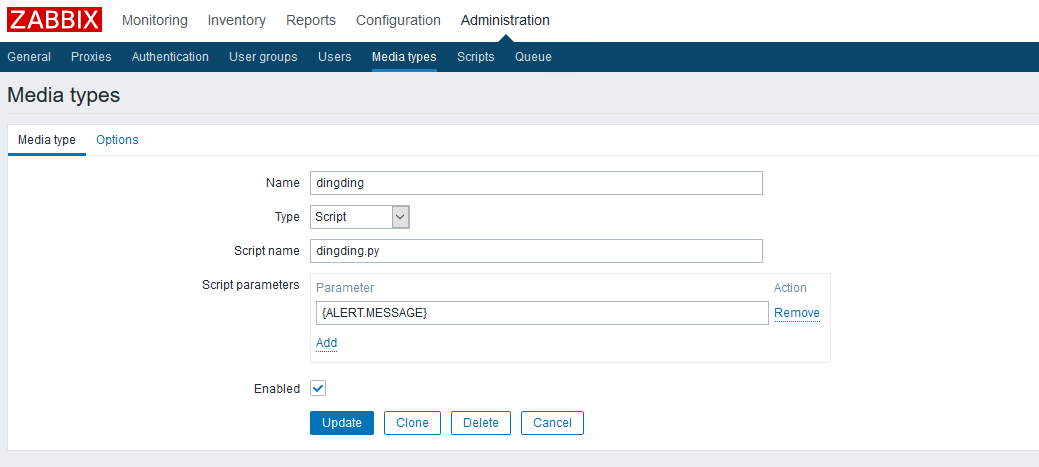 ZABBIX Monitoring Inventory Reports Configuration Administration
General Proxies Authentication User groups Users Media types Scripts Queue
Media types
Media type Options
Name dingding
Type Script
Script name dingding.py
Script parameters Parameter Action
{ALERT.MESSAGE} Remove
Add
Enabled
Update Clone Delete Cancel